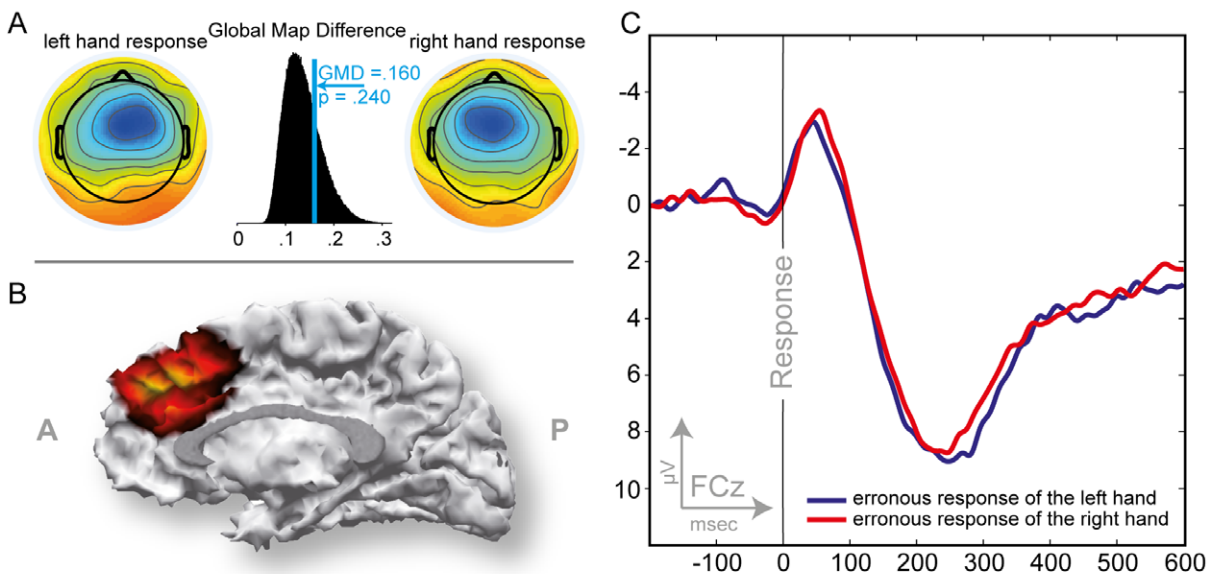 A
left hand response
Global Map Difference
right hand response
GMD =.160
p = .240
0 .1 .2 .3
B
A
P
C
-4
-2
0
2
4
6
8
10
Response
µV
FCz
msec
erronous response of the left hand
erronous response of the right hand
-100 0 100 200 300 400 500 600